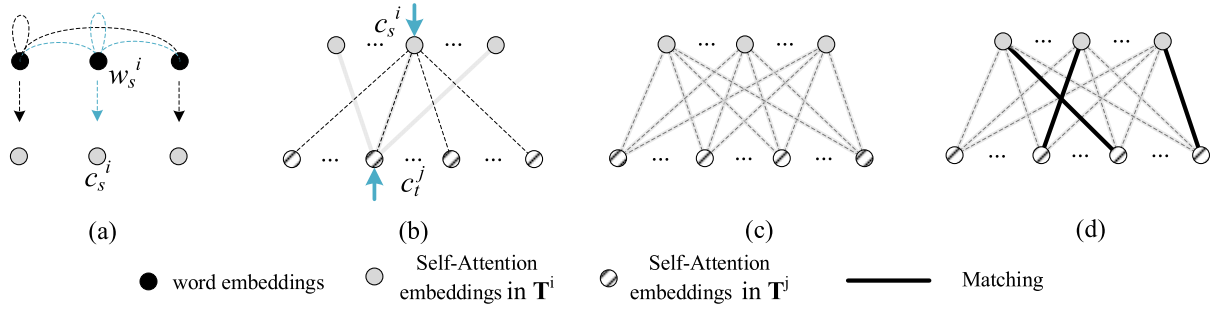 w_s^i
c_s^i
(a)
c_s^i
... ...
... ... ...
c_t^j
(b)
... ...
... ... ...
(c)
... ...
... ... ...
(d)
word embeddings
Self-Attention
embeddings in T^i
Self-Attention
embeddings in T^j
Matching